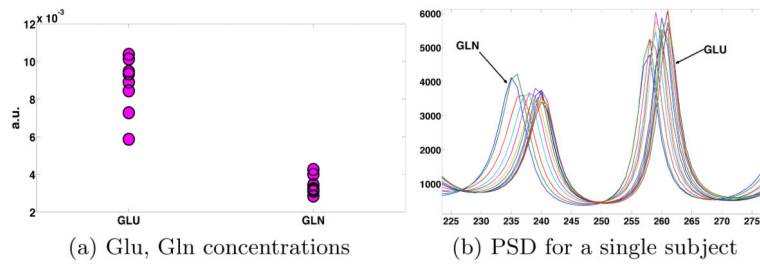 12 × 10⁻³
10
8
6
4
2
a.u.
GLU
GLN
(a) Glu, Gln concentrations
6000
5000
4000
3000
2000
1000
GLN
GLU
225 230 235 240 245 250 255 260 265 270 275
(b) PSD for a single subject